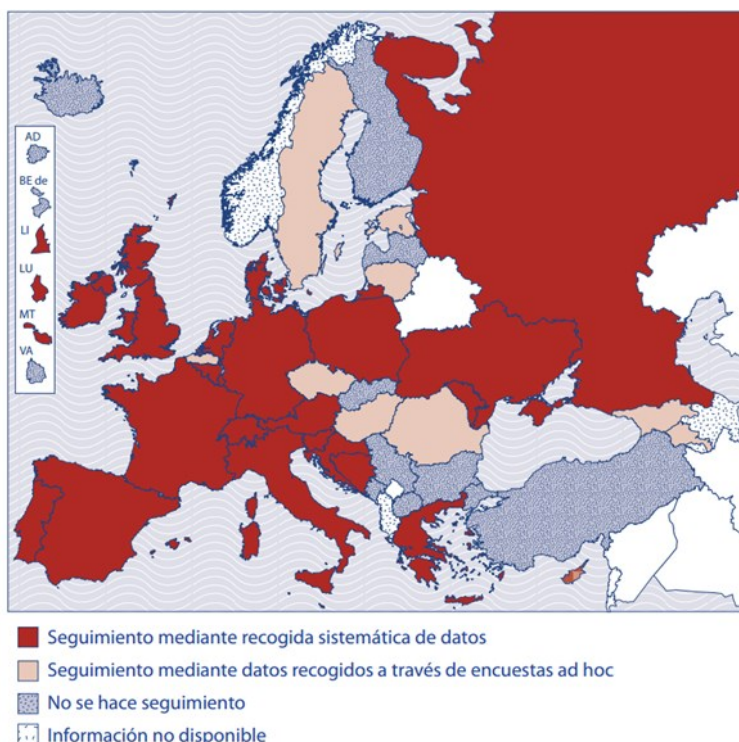 AD
BE de
LI
LU
MT
VA
Seguimiento mediante recogida sistemática de datos
Seguimiento mediante datos recogidos a través de encuestas ad hoc
No se hace seguimiento
Información no disponible